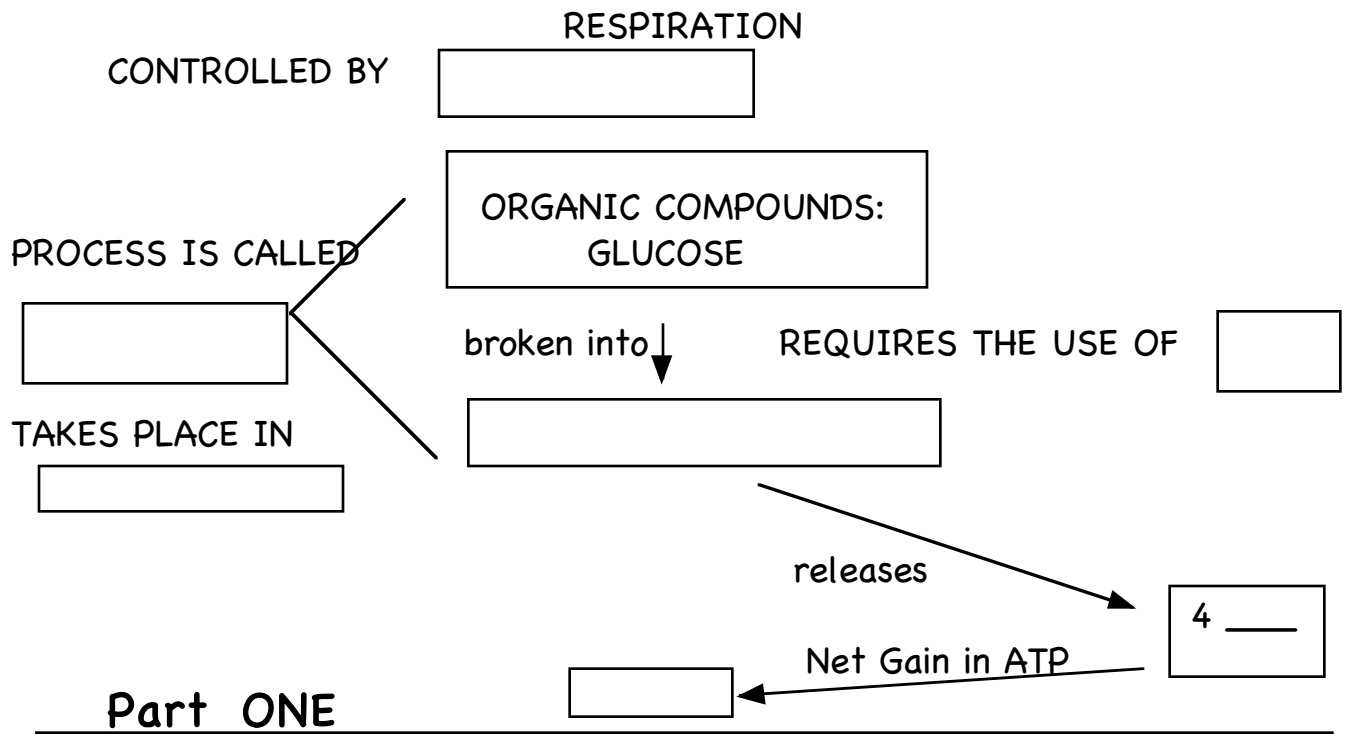 RESPIRATION
CONTROLLED BY
ORGANIC COMPOUNDS:
GLUCOSE
PROCESS IS CALLED
broken into
REQUIRES THE USE OF
TAKES PLACE IN
releases
4 ____
Net Gain in ATP
Part ONE